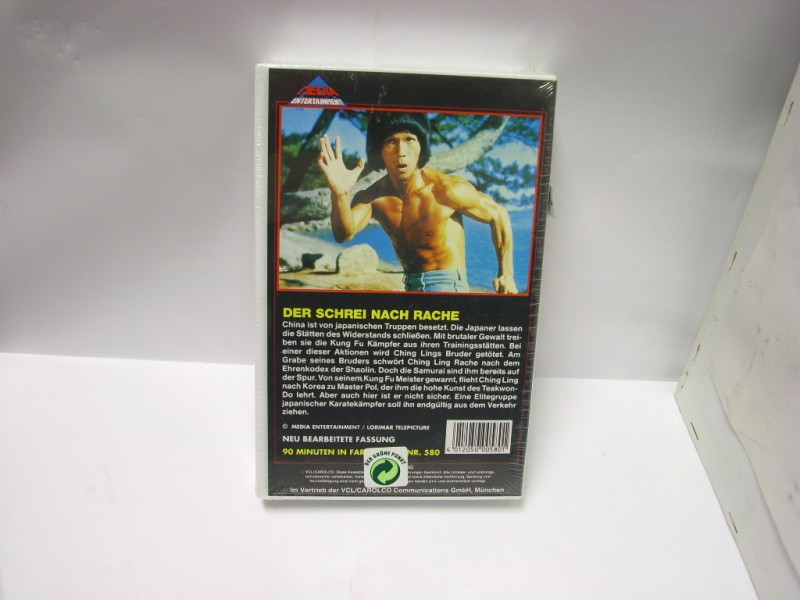 MEDIA
ENTERTAINMENT
DER SCHREI NACH RACHE
China ist von japanischen Truppen besetzt. Die Japaner lassen
die Stätten des Widerstands schließen. Mit brutaler Gewalt trei-
ben sie die Kung Fu Kämpfer aus ihren Trainingsstätten. Bei
einer dieser Aktionen wird Ching Lings Bruder getötet. Am
Grabe seines Bruders schwört Ching Ling Rache nach dem
Ehrenkodex der Shaolin. Doch die Samurai sind ihm bereits auf
der Spur. Von seinem Kung Fu Meister gewarnt, flieht Ching Ling
nach Korea zu Master Pol, der ihm die hohe Kunst des Teakwon-
Do lehrt. Aber auch hier ist er nicht sicher. Eine Elitegruppe
japanischer Karatekämpfer soll ihn endgültig aus dem Verkehr
ziehen.
© MEDIA ENTERTAINMENT / LORIMAR TELEPICTURE
NEU BEARBEITETE FASSUNG
4 012050 005801
90 MINUTEN IN FAR NR. 580
DER GRÜNE PUNKT
Im Vertrieb der VCL/CAROLCO Communications GmbH, München